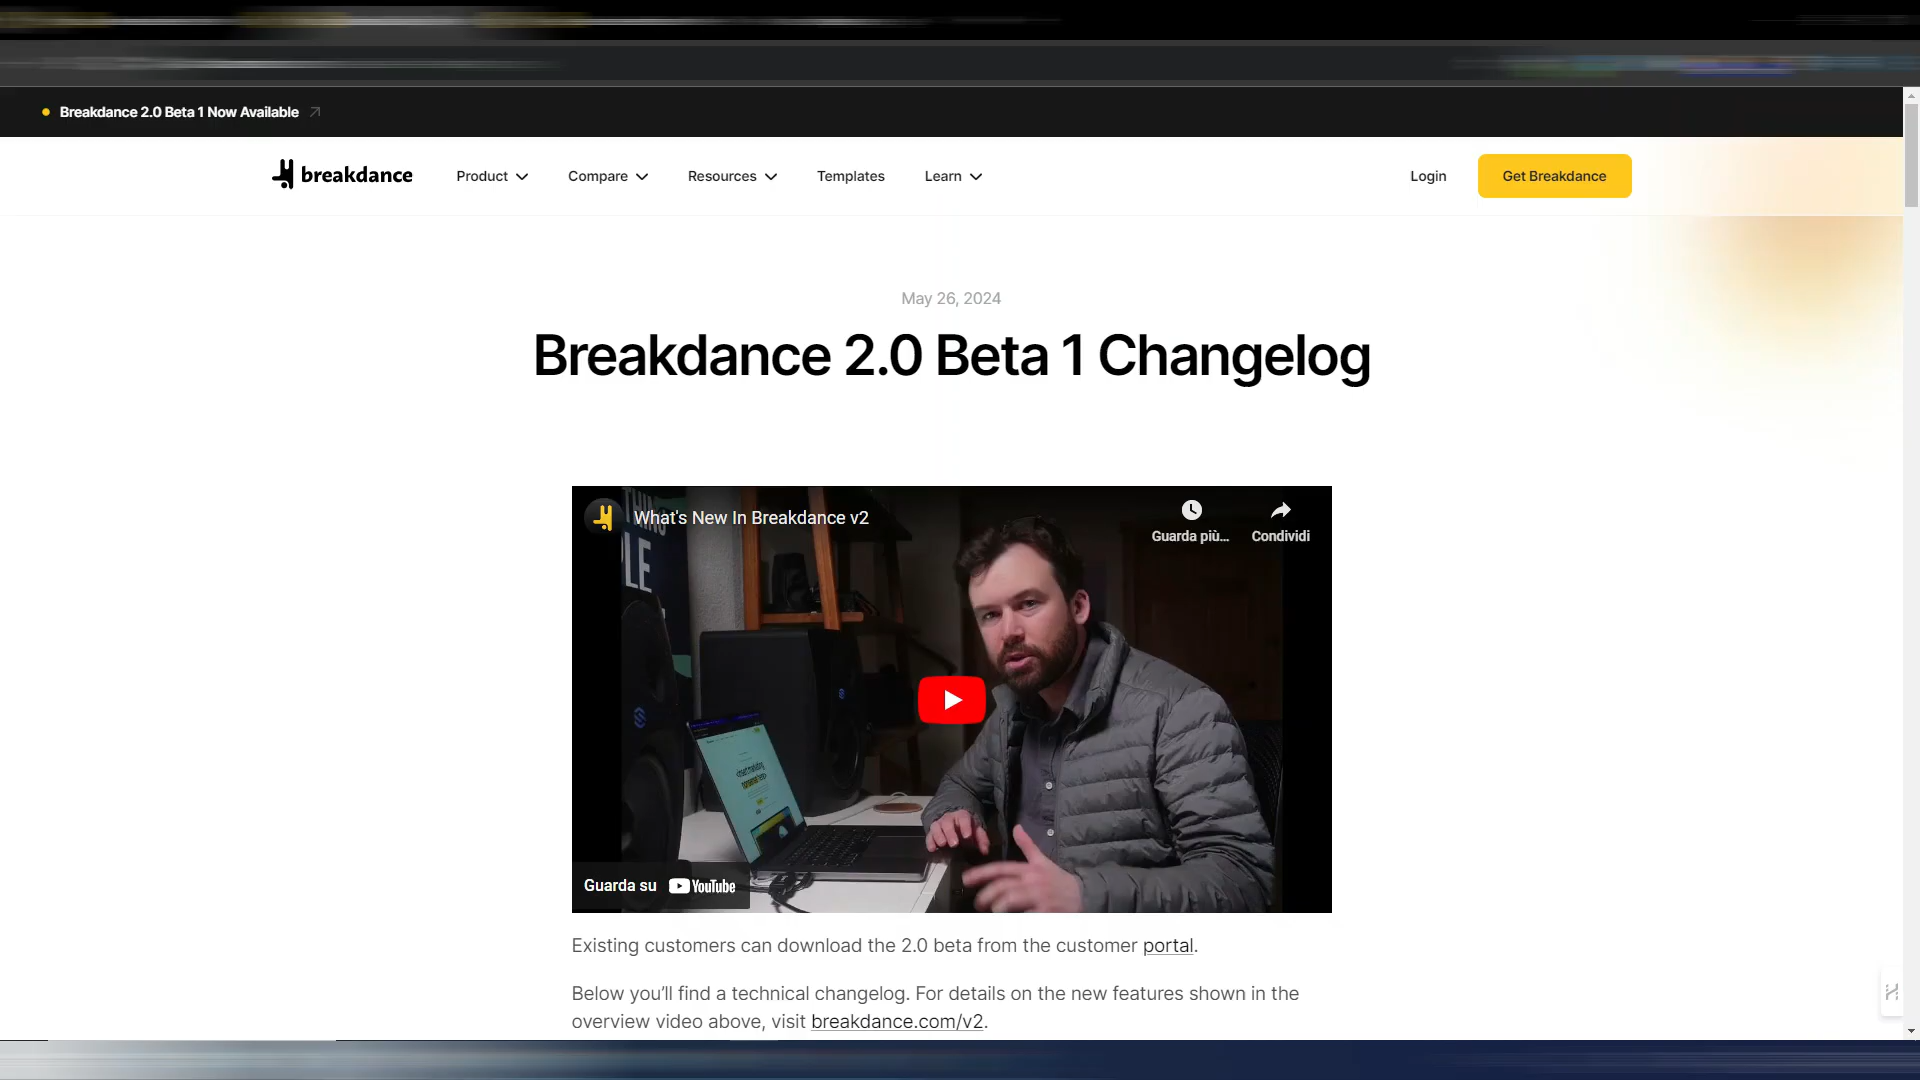 Breakdance 2.0 Beta 1 Now Available
breakdance
Product
Compare
Resources
Templates
Learn
Login
Get Breakdance
May 26, 2024
Breakdance 2.0 Beta 1 Changelog
What's New In Breakdance v2
Guarda più...
Condividi
Guarda su YouTube
Existing customers can download the 2.0 beta from the customer portal.
Below you’ll find a technical changelog. For details on the new features shown in the
overview video above, visit breakdance.com/v2.